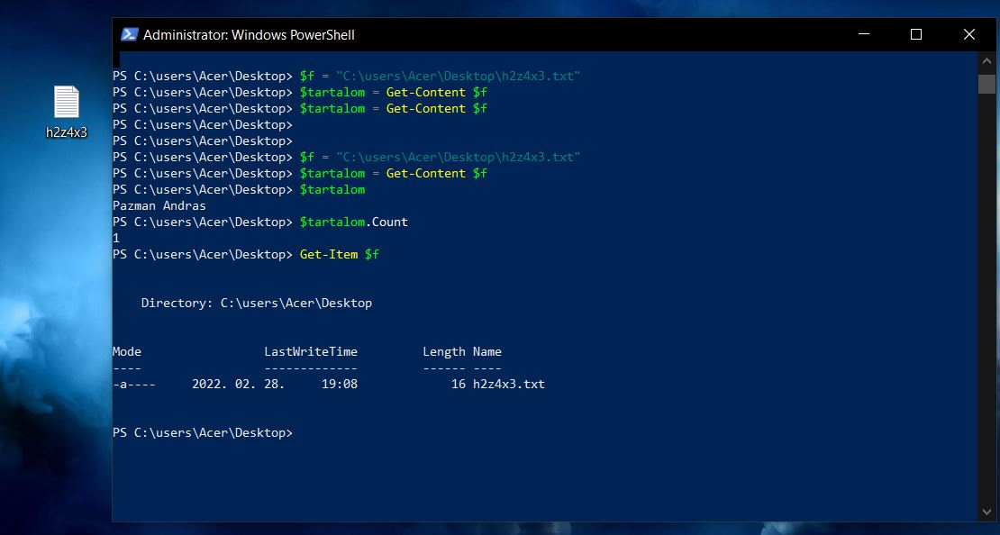 Administrator: Windows PowerShell
h2z4x3
PS C:\users\Acer\Desktop> $f = "C:\users\Acer\Desktop\h2z4x3.txt"
PS C:\users\Acer\Desktop> $tartalom = Get-Content $f
PS C:\users\Acer\Desktop> $tartalom = Get-Content $f
PS C:\users\Acer\Desktop>
PS C:\users\Acer\Desktop>
PS C:\users\Acer\Desktop> $f = "C:\users\Acer\Desktop\h2z4x3.txt"
PS C:\users\Acer\Desktop> $tartalom = Get-Content $f
PS C:\users\Acer\Desktop> $tartalom
Pazman Andras
PS C:\users\Acer\Desktop> $tartalom.Count
1
PS C:\users\Acer\Desktop> Get-Item $f
    Directory: C:\users\Acer\Desktop
Mode                 LastWriteTime         Length Name
----                 -------------         ------ ----
-a----     2022. 02. 28.     19:08             16 h2z4x3.txt
PS C:\users\Acer\Desktop>